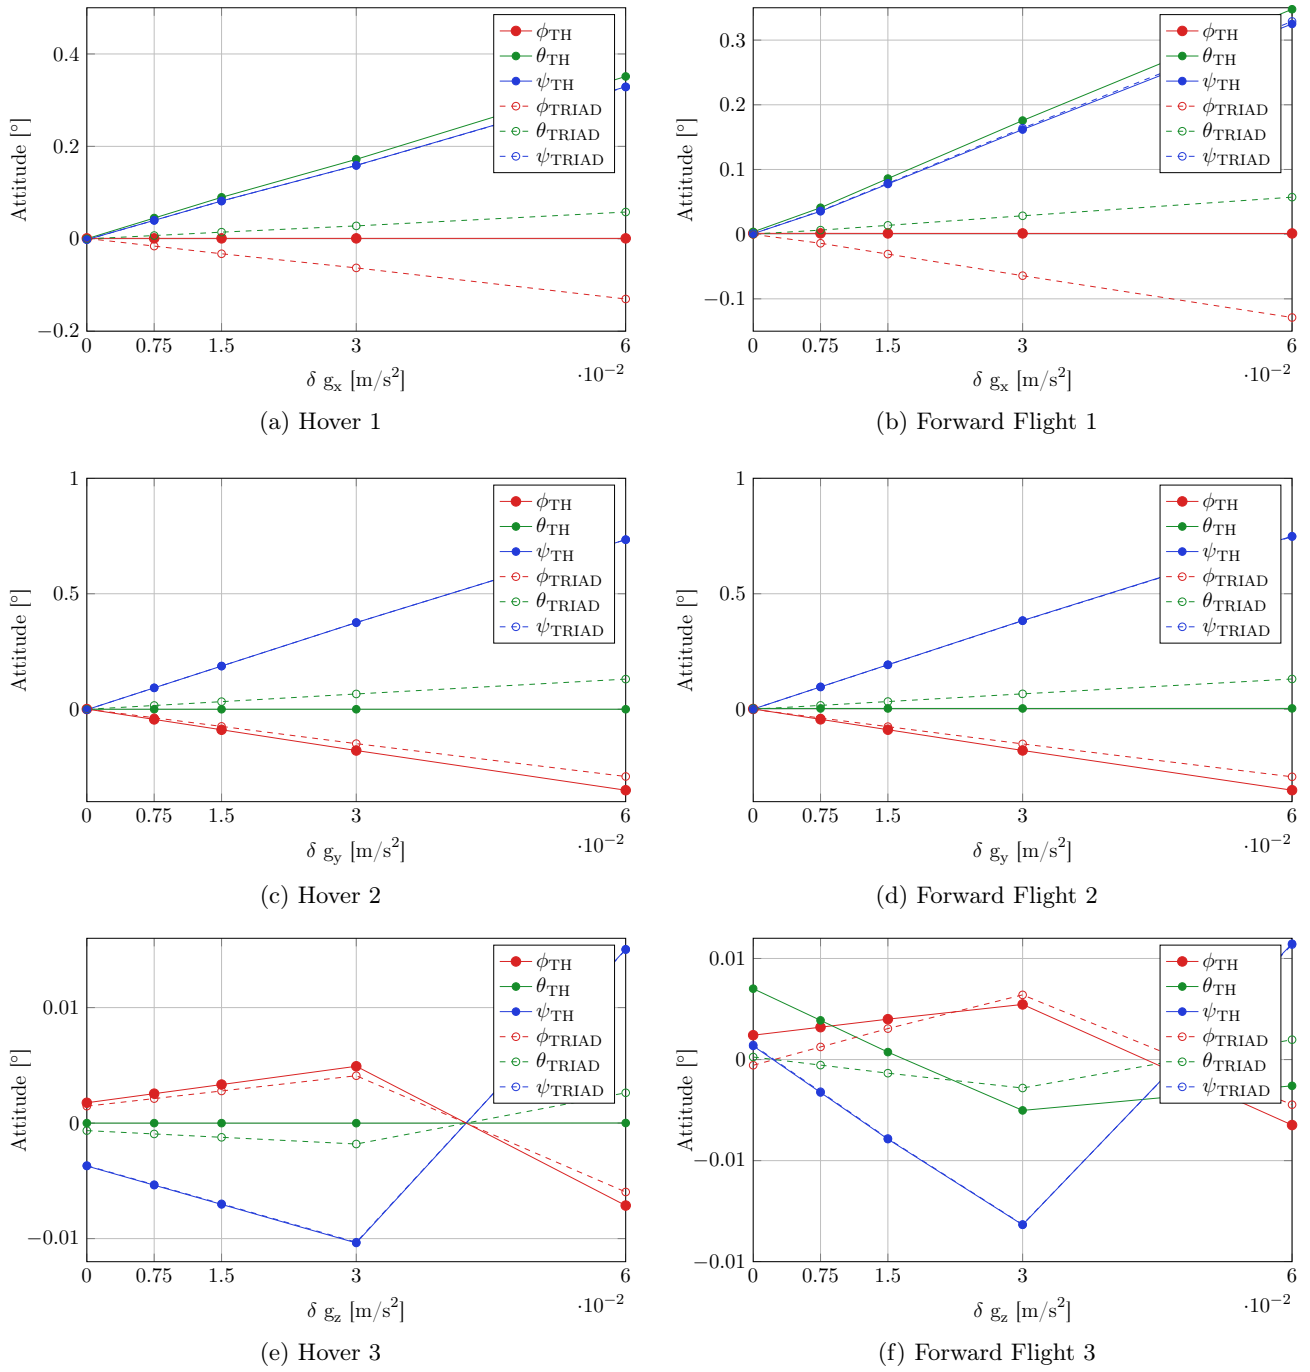 0.4
0.2
0
−0.2
Attitude [°]
ϕTH
θTH
ψTH
ϕTRIAD
θTRIAD
ψTRIAD
0 0.75 1.5 3 6
·10−2
δ gx [m/s2]
(a) Hover 1
0.3
0.2
0.1
0
−0.1
Attitude [°]
ϕTH
θTH
ψTH
ϕTRIAD
θTRIAD
ψTRIAD
0 0.75 1.5 3 6
·10−2
δ gx [m/s2]
(b) Forward Flight 1
1
0.5
0
Attitude [°]
ϕTH
θTH
ψTH
ϕTRIAD
θTRIAD
ψTRIAD
0 0.75 1.5 3 6
·10−2
δ gy [m/s2]
(c) Hover 2
1
0.5
0
Attitude [°]
ϕTH
θTH
ψTH
ϕTRIAD
θTRIAD
ψTRIAD
0 0.75 1.5 3 6
·10−2
δ gy [m/s2]
(d) Forward Flight 2
0.01
0
−0.01
Attitude [°]
ϕTH
θTH
ψTH
ϕTRIAD
θTRIAD
ψTRIAD
0 0.75 1.5 3 6
·10−2
δ gz [m/s2]
(e) Hover 3
0.01
0
−0.01
−0.01
Attitude [°]
ϕTH
θTH
ψTH
ϕTRIAD
θTRIAD
ψTRIAD
0 0.75 1.5 3 6
·10−2
δ gz [m/s2]
(f) Forward Flight 3